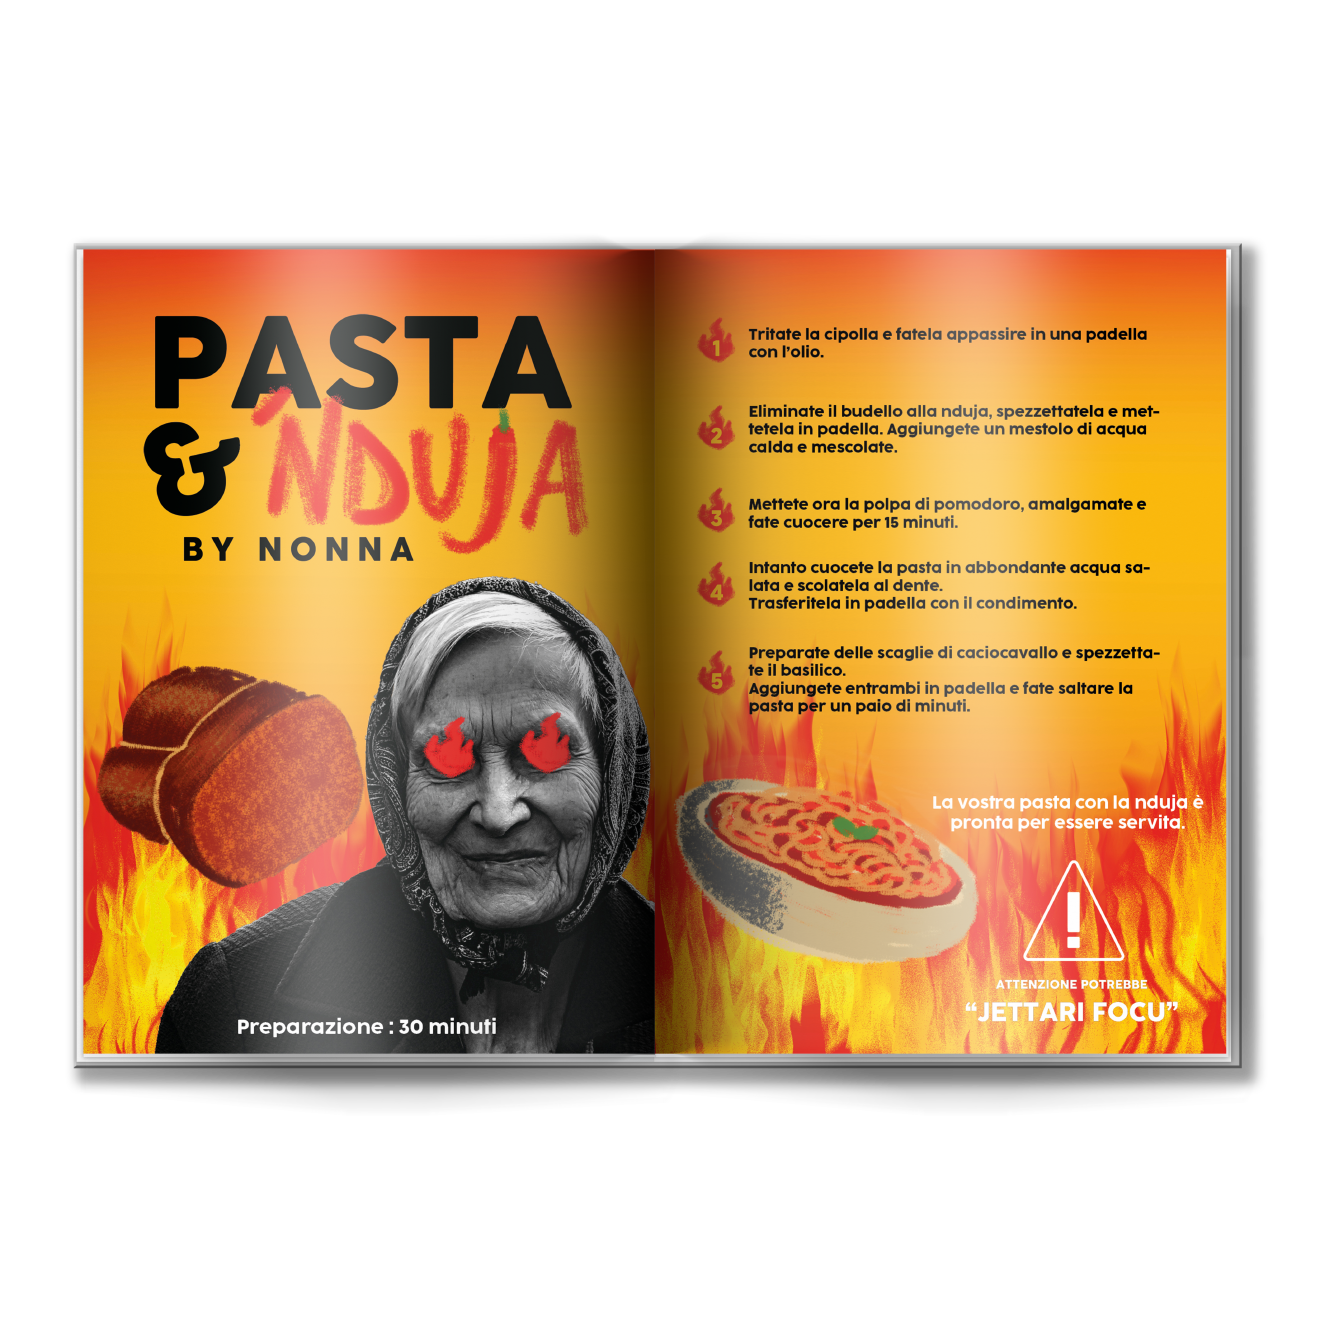 PASTA
& 'NDUJA
BY NONNA
Preparazione : 30 minuti
1
Tritate la cipolla e fatela appassire in una padella
con l'olio.
2
Eliminate il budello alla nduja, spezzettatela e met-
tetela in padella. Aggiungete un mestolo di acqua
calda e mescolate.
3
Mettete ora la polpa di pomodoro, amalgamate e
fate cuocere per 15 minuti.
4
Intanto cuocete la pasta in abbondante acqua sa-
lata e scolatela al dente.
Trasferitela in padella con il condimento.
5
Preparate delle scaglie di caciocavallo e spezzetta-
te il basilico.
Aggiungete entrambi in padella e fate saltare la
pasta per un paio di minuti.
La vostra pasta con la nduja è
pronta per essere servita.
!
ATTENZIONE POTREBBE
“JETTARI FOCU”